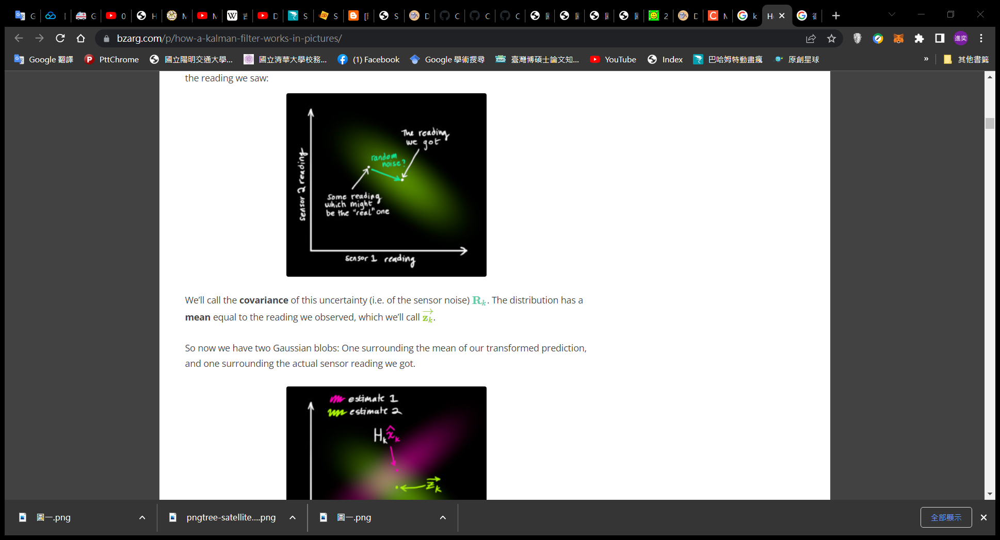 G
G
0
H
M
M
W
D
S
S
S
D
C
C
C
2
D
C
M
G
k
H
G
bzarg.com/p/how-a-kalman-filter-works-in-pictures/
進奕
Google 翻譯
P
PttChrome
國立陽明交通大學...
國立清華大學校務...
(1) Facebook
Google 學術搜尋
臺灣博碩士論文知...
YouTube
Index
巴哈姆特動畫瘋
原創星球
»
其他書籤
the reading we saw:
The reading
we got
random
noise?
Some reading
which might
be the "real" one
sensor 2 reading
sensor 1 reading
We'll call the covariance of this uncertainty (i.e. of the sensor noise) R_k. The distribution has a
mean equal to the reading we observed, which we'll call z_k.
So now we have two Gaussian blobs: One surrounding the mean of our transformed prediction,
and one surrounding the actual sensor reading we got.
estimate 1
estimate 2
H_k x̂_k
z_k
圖一.png
pngtree-satellite....png
圖一.png
全部顯示